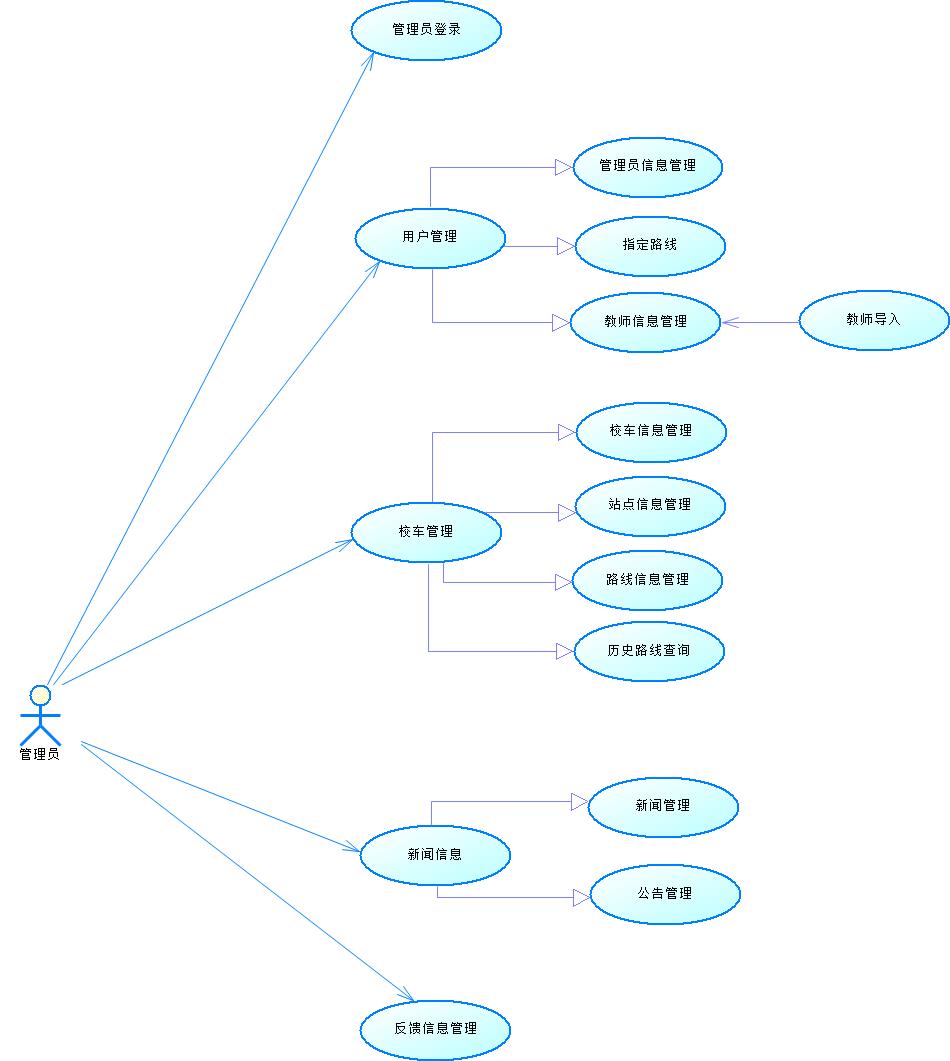 管理员登录
管理员信息管理
用户管理
指定路线
教师信息管理
教师导入
校车信息管理
站点信息管理
校车管理
路线信息管理
历史路线查询
管理员
新闻管理
新闻信息
公告管理
反馈信息管理